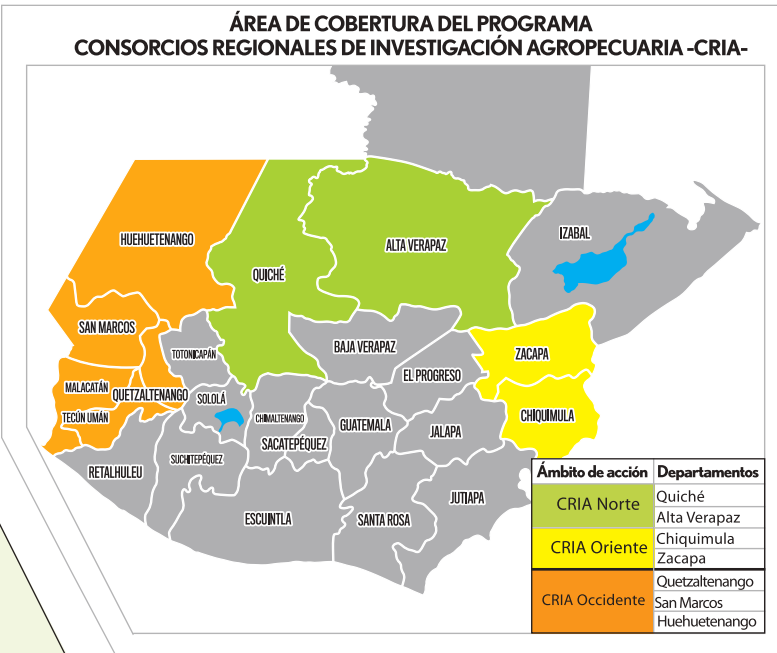 ÁREA DE COBERTURA DEL PROGRAMA
CONSORCIOS REGIONALES DE INVESTIGACIÓN AGROPECUARIA -CRIA-
HUEHUETENANGO
QUICHÉ
ALTA VERAPAZ
IZABAL
SAN MARCOS
TOTONICAPÁN
BAJA VERAPAZ
ZACAPA
EL PROGRESO
MALACATÁN
QUETZALTENANGO
SOLOLÁ
TECÚN UMÁN
CHIMALTENANGO
GUATEMALA
CHIQUIMULA
SACATEPÉQUEZ
JALAPA
RETALHULEU
SUCHITEPÉQUEZ
JUTIAPA
ESCUINTLA
SANTA ROSA
Ámbito de acción Departamentos
CRIA Norte
Quiché
Alta Verapaz
CRIA Oriente
Chiquimula
Zacapa
CRIA Occidente
Quetzaltenango
San Marcos
Huehuetenango